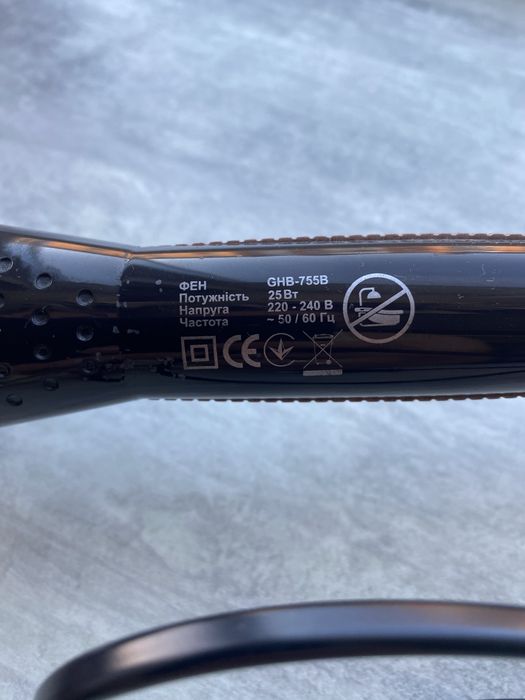 ФЕН GHB-755B
Потужність 25Вт
Напруга 220 - 240 В
Частота ~ 50 / 60 Гц
CE